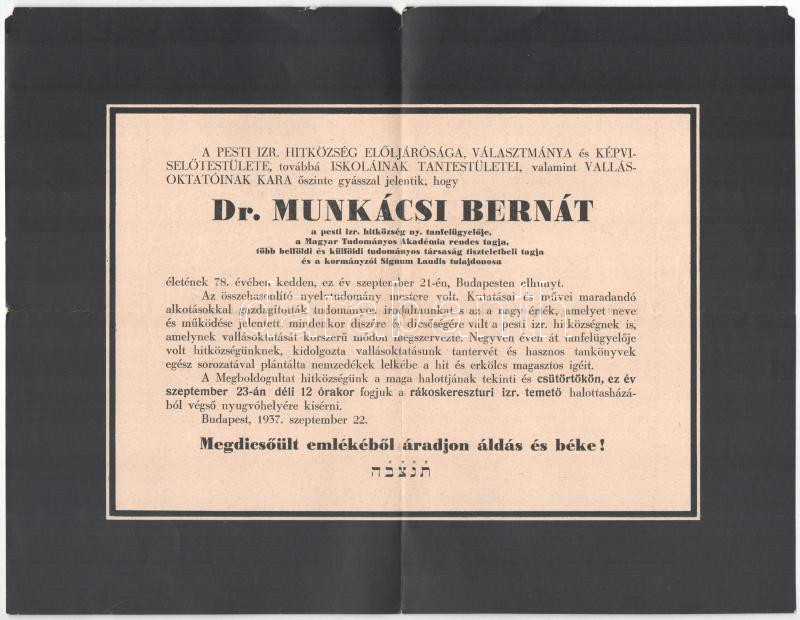 A PESTI IZR. HITKÖZSÉG ELŐLJÁRÓSÁGA, VÁLASZTMÁNYA és KÉPVI-
SELŐTESTÜLETE, továbbá ISKOLÁINAK TANTESTÜLETEI, valamint VALLÁS-
OKTATÓINAK KARA őszinte gyásszal jelentik, hogy
Dr. MUNKÁCSI BERNÁT
a pesti izr. hitközség ny. tanfelügyelője,
a Magyar Tudományos Akadémia rendes tagja,
több belföldi és külföldi tudományos társaság tiszteletbeli tagja
és a kormányzói Signum Laudis tulajdonosa
életének 78. évében, kedden, ez év szeptember 21-én, Budapesten elhunyt.
Az összehasonlító nyelvtudomány mestere volt. Kutatásai és művei maradandó
alkotásokkal gazdagították tudományos irodalmunkat és az a nagy érték, amelyet neve
és működése jelentett, mindenkor díszére és dicsőségére vált a pesti izr. hitközségnek is,
amelynek vallásoktatását korszerű módon megszervezte. Negyven éven át tanfelügyelője
volt hitközségünknek, kidolgozta vallásoktatásunk tantervét és hasznos tankönyvek
egész sorozatával plántálta nemzedékek lelkébe a hit és erkölcs magasztos igéit.
A Megboldogultat hitközségünk a maga halottjának tekinti és csütörtökön, ez év
szeptember 23-án déli 12 órakor fogjuk a rákoskereszturi izr. temető halottasházá-
ból végső nyugvóhelyére kisérni.
Budapest, 1937. szeptember 22.
Megdicsőült emlékéből áradjon áldás és béke!
תנצבה
darabanth